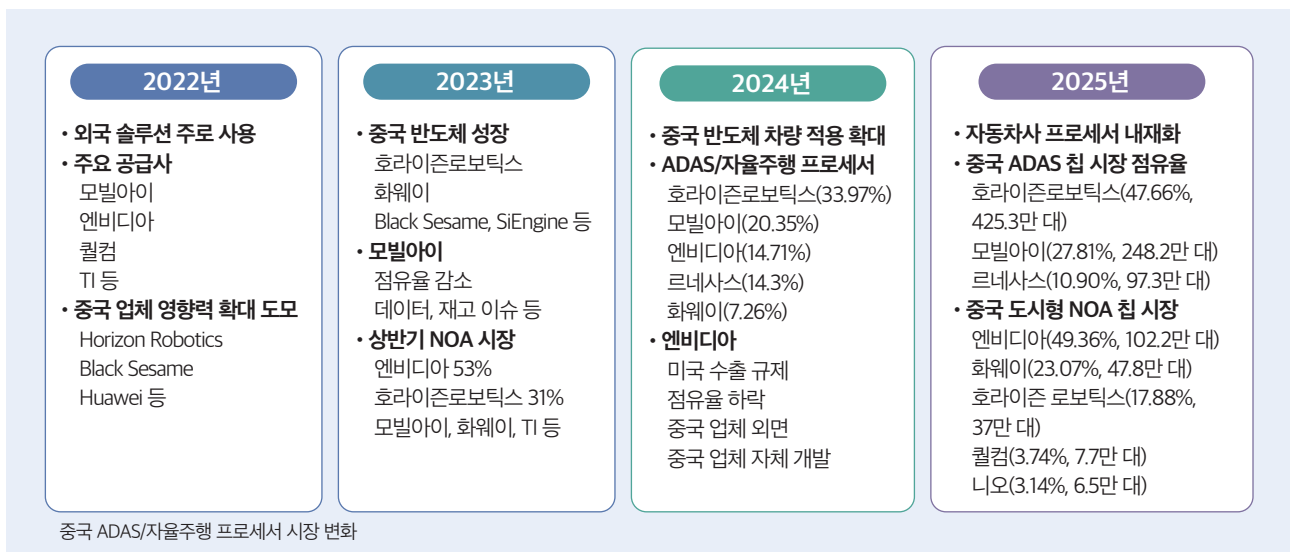 2022년
• 외국 솔루션 주로 사용
• 주요 공급사
모빌아이
엔비디아
퀄컴
TI 등
• 중국 업체 영향력 확대 도모
Horizon Robotics
Black Sesame
Huawei 등
2023년
• 중국 반도체 성장
호라이즌로보틱스
화웨이
Black Sesame, SiEngine 등
• 모빌아이
점유율 감소
데이터, 재고 이슈 등
• 상반기 NOA 시장
엔비디아 53%
호라이즌로보틱스 31%
모빌아이, 화웨이, TI 등
2024년
• 중국 반도체 차량 적용 확대
• ADAS/자율주행 프로세서
호라이즌로보틱스(33.97%)
모빌아이(20.35%)
엔비디아(14.71%)
르네사스(14.3%)
화웨이(7.26%)
• 엔비디아
미국 수출 규제
점유율 하락
중국 업체 외면
중국 업체 자체 개발
2025년
• 자동차사 프로세서 내재화
• 중국 ADAS 칩 시장 점유율
호라이즌로보틱스(47.66%,
425.3만 대)
모빌아이(27.81%, 248.2만 대)
르네사스(10.90%, 97.3만 대)
• 중국 도시형 NOA 칩 시장
엔비디아(49.36%, 102.2만 대)
화웨이(23.07%, 47.8만 대)
호라이즌 로보틱스(17.88%,
37만 대)
퀄컴(3.74%, 7.7만 대)
니오(3.14%, 6.5만 대)
중국 ADAS/자율주행 프로세서 시장 변화